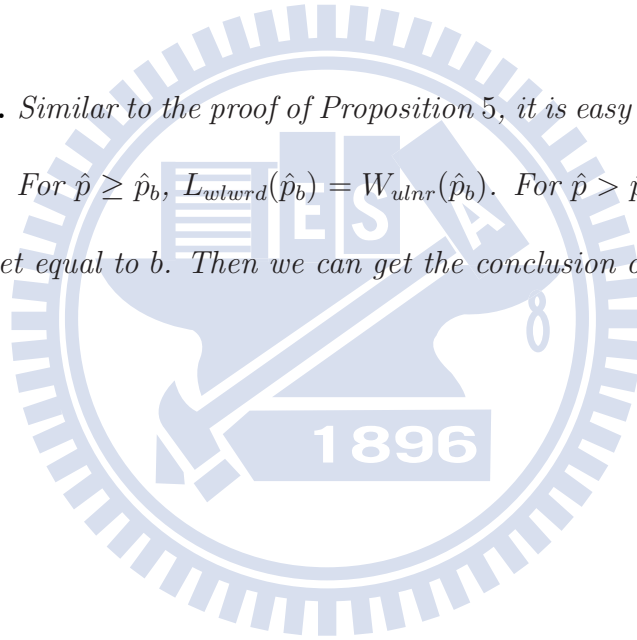 . Similar to the proof of Proposition 5, it is easy
For p̂ ≥ p̂_b, L_{wlwrd}(p̂_b) = W_{ulnr}(p̂_b). For p̂ >
et equal to b. Then we can get the conclusion
ES A
1896